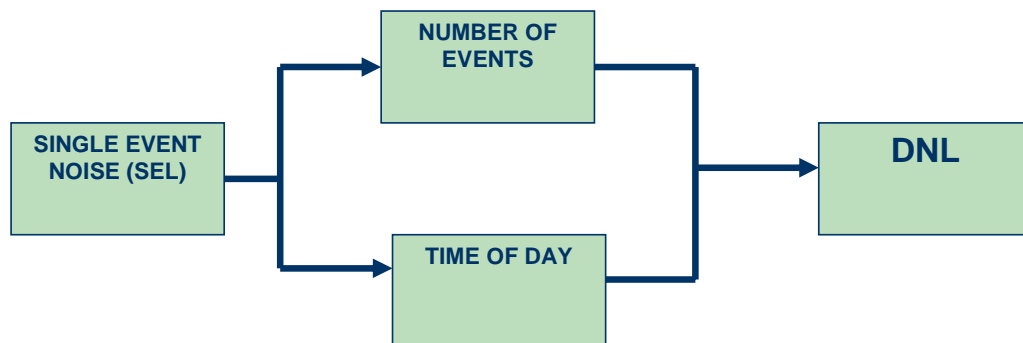 NUMBER OF
EVENTS
SINGLE EVENT
NOISE (SEL)
DNL
TIME OF DAY